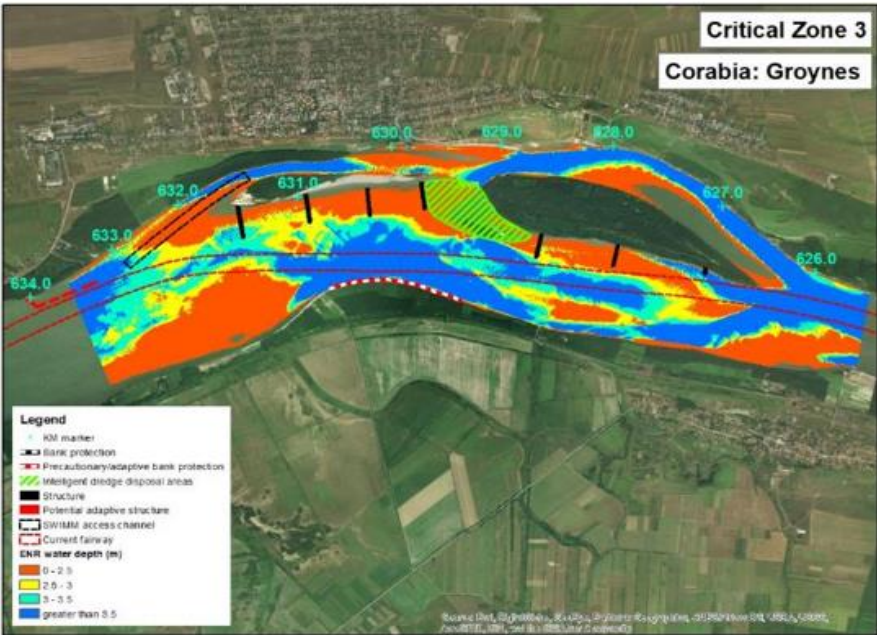 Critical Zone 3
Corabia: Groynes
630.0
629.0
628.0
632.0
631.0
627.0
633.0
626.0
634.0
Legend
KM marker
Bank protection
Precautionary/adaptive bank protection
Intelligent dredge disposal areas
Structure
Potential adaptive structure
SWIMM access channel
Current fairway
ENR water depth (m)
0 - 2.5
2.5 - 3
3 - 3.5
greater than 3.5